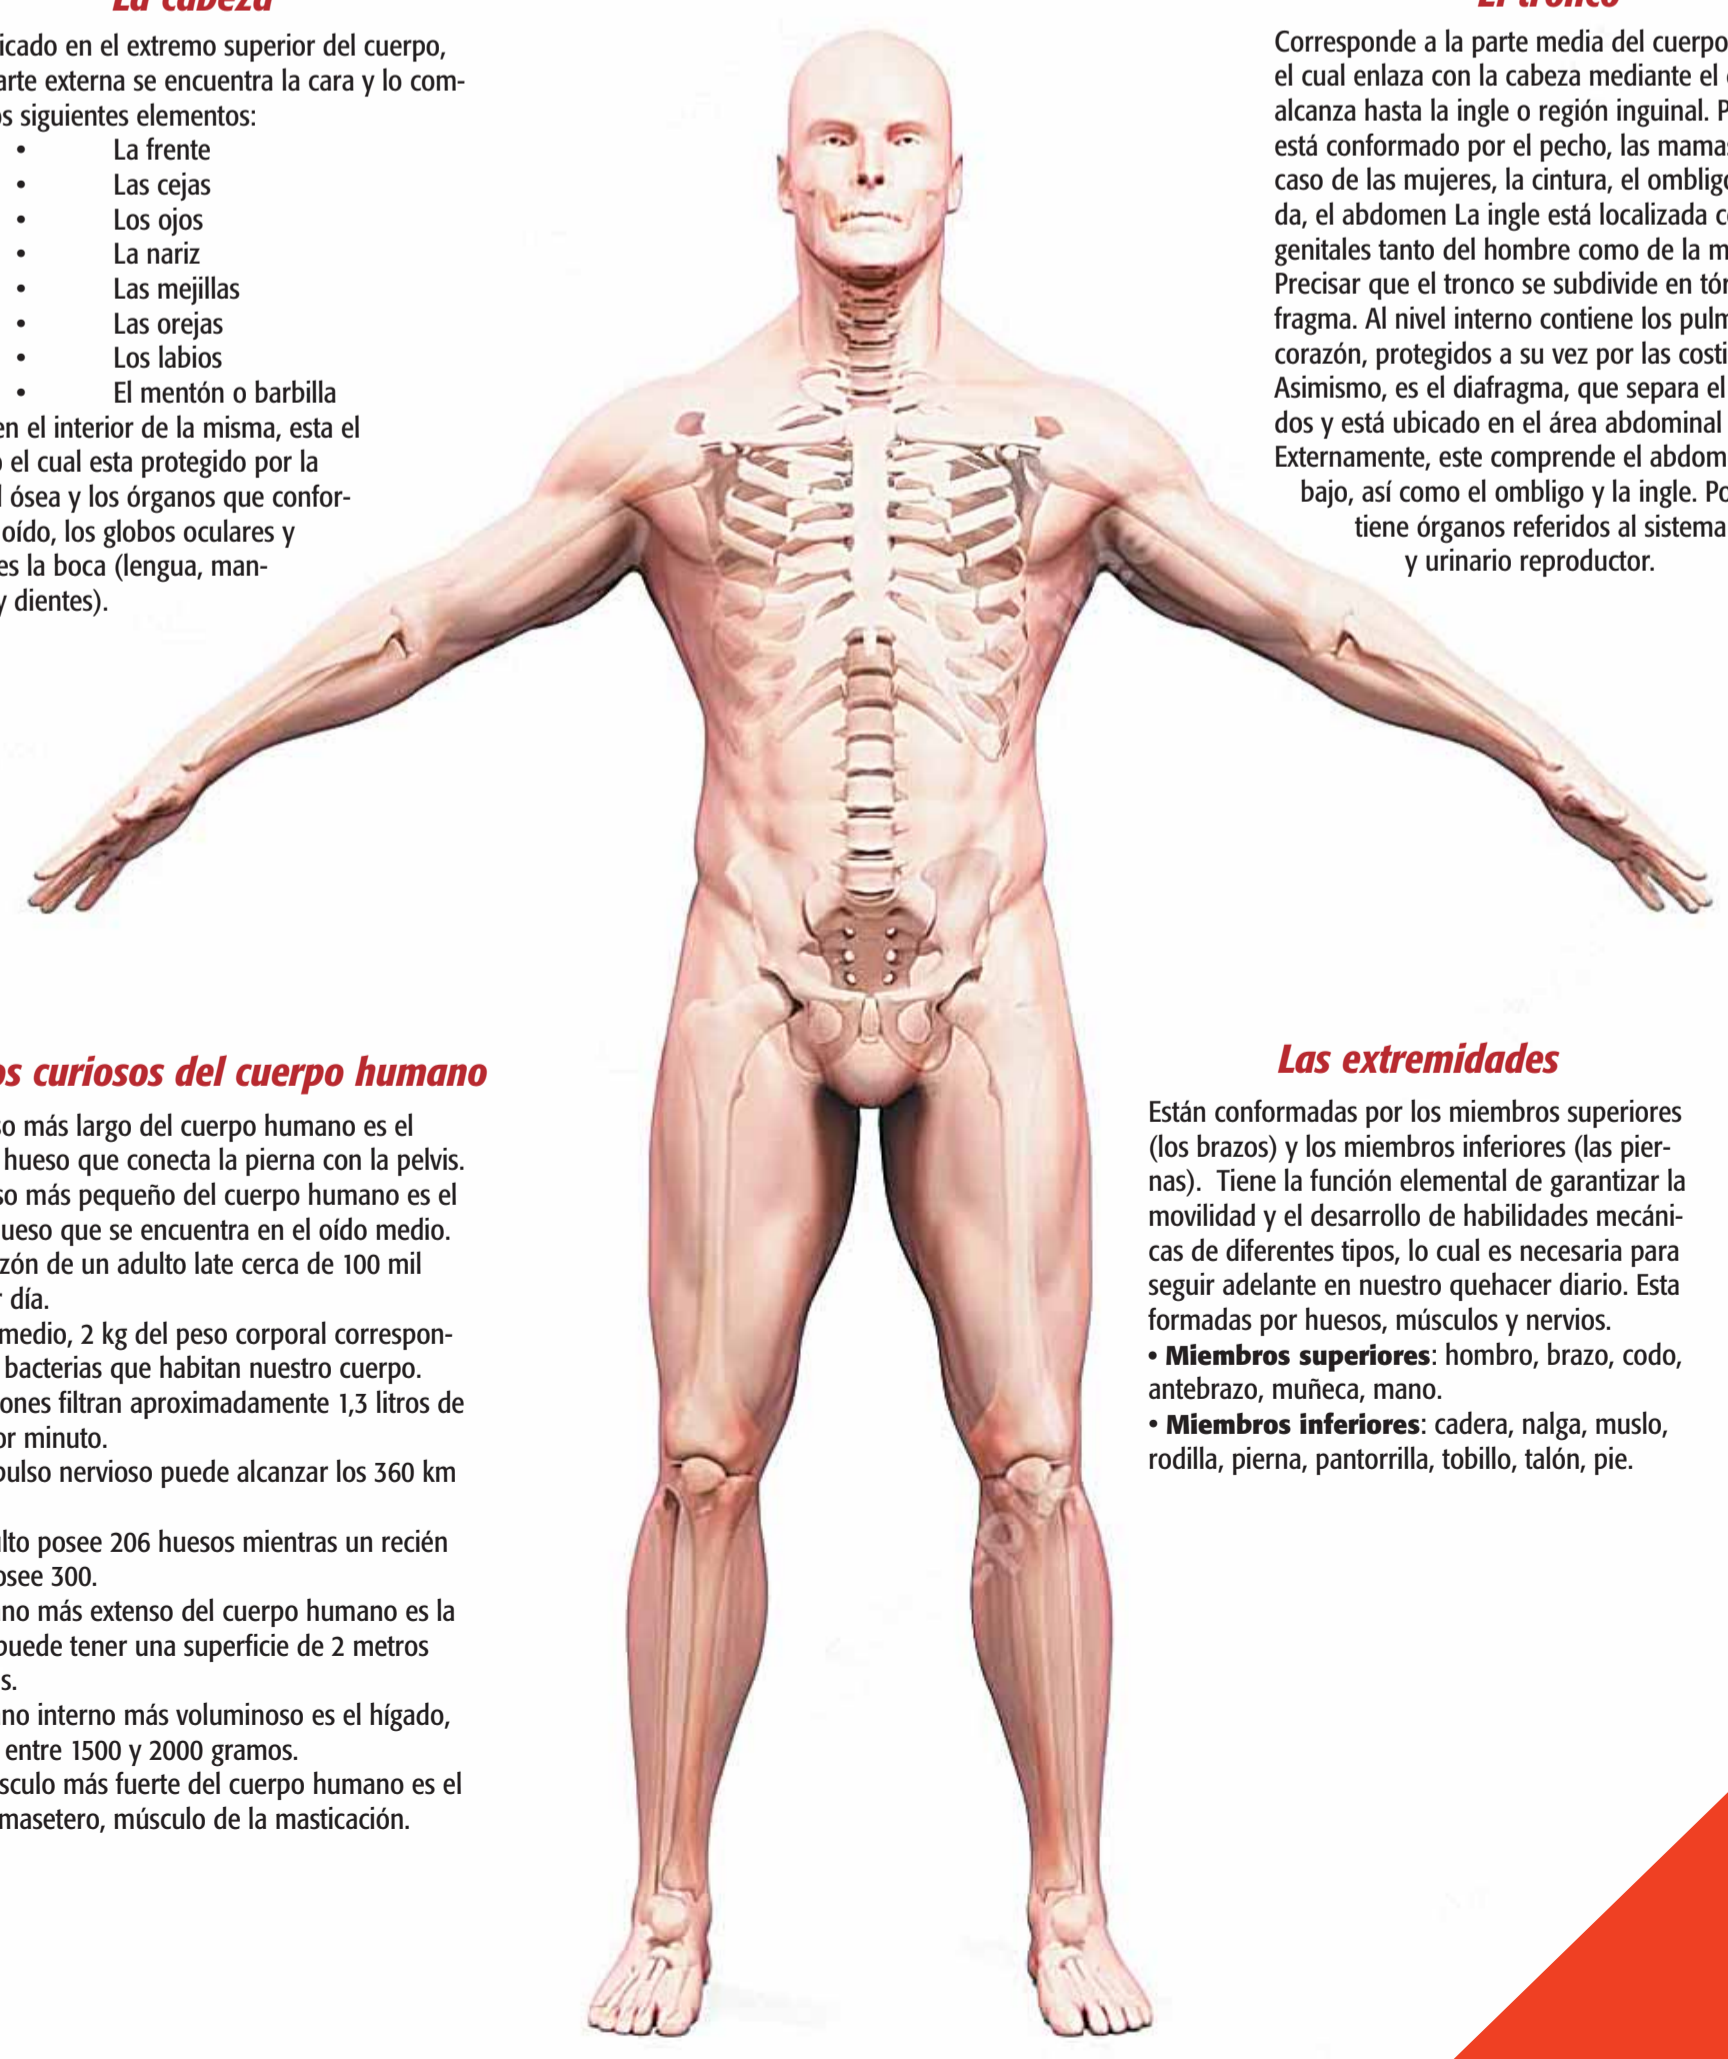 La cabeza
icado en el extremo superior del cuerpo,
arte externa se encuentra la cara y lo com-
s siguientes elementos:
• La frente
• Las cejas
• Los ojos
• La nariz
• Las mejillas
• Las orejas
• Los labios
• El mentón o barbilla
en el interior de la misma, esta el
o el cual esta protegido por la
l ósea y los órganos que confor-
oído, los globos oculares y
es la boca (lengua, man-
y dientes).
El tronco
Corresponde a la parte media del cuerpo
el cual enlaza con la cabeza mediante el
alcanza hasta la ingle o región inguinal. P
está conformado por el pecho, las mamas
caso de las mujeres, la cintura, el ombligo
da, el abdomen La ingle está localizada c
genitales tanto del hombre como de la m
Precisar que el tronco se subdivide en tór
fragma. Al nivel interno contiene los pulm
corazón, protegidos a su vez por las costi
Asimismo, es el diafragma, que separa el
dos y está ubicado en el área abdominal
Externamente, este comprende el abdom
bajo, así como el ombligo y la ingle. Po
tiene órganos referidos al sistema
y urinario reproductor.
os curiosos del cuerpo humano
so más largo del cuerpo humano es el
hueso que conecta la pierna con la pelvis.
so más pequeño del cuerpo humano es el
ueso que se encuentra en el oído medio.
zón de un adulto late cerca de 100 mil
r día.
medio, 2 kg del peso corporal correspon-
bacterias que habitan nuestro cuerpo.
ones filtran aproximadamente 1,3 litros de
or minuto.
pulso nervioso puede alcanzar los 360 km
lto posee 206 huesos mientras un recién
osee 300.
no más extenso del cuerpo humano es la
puede tener una superficie de 2 metros
s.
no interno más voluminoso es el hígado,
entre 1500 y 2000 gramos.
sculo más fuerte del cuerpo humano es el
masetero, músculo de la masticación.
Las extremidades
Están conformadas por los miembros superiores
(los brazos) y los miembros inferiores (las pier-
nas). Tiene la función elemental de garantizar la
movilidad y el desarrollo de habilidades mecáni-
cas de diferentes tipos, lo cual es necesaria para
seguir adelante en nuestro quehacer diario. Esta
formadas por huesos, músculos y nervios.
• Miembros superiores: hombro, brazo, codo,
antebrazo, muñeca, mano.
• Miembros inferiores: cadera, nalga, muslo,
rodilla, pierna, pantorrilla, tobillo, talón, pie.